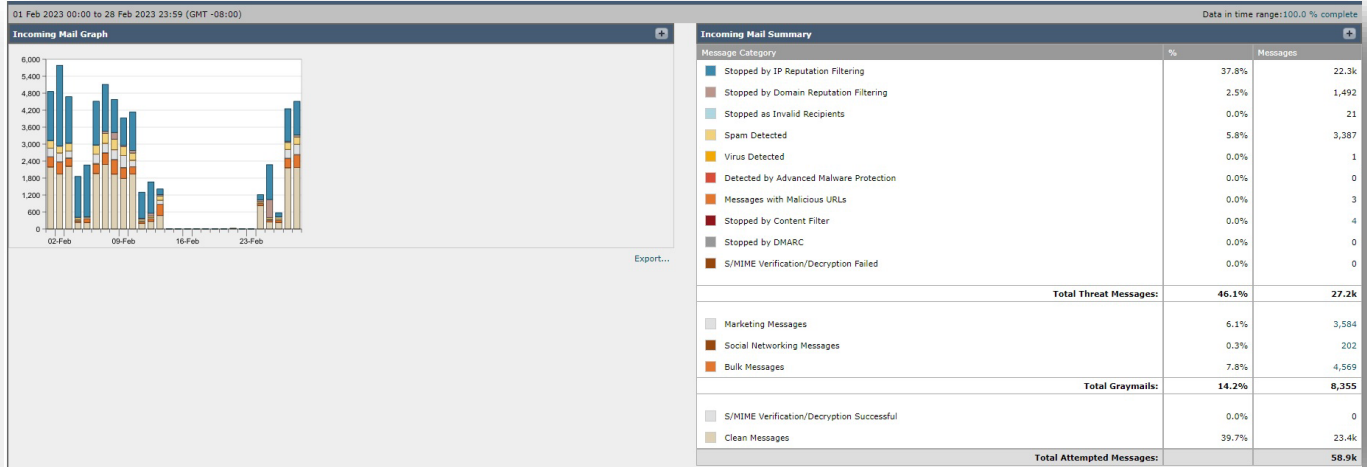 01 Feb 2023 00:00 to 28 Feb 2023 23:59 (GMT -08:00)
Data in time range:100.0 % complete
Incoming Mail Graph
6,000
5,400
4,800
4,200
3,600
3,000
2,400
1,800
1,200
600
0
02-Feb 09-Feb 16-Feb 23-Feb
Export...
Incoming Mail Summary
Message Category % Messages
Stopped by IP Reputation Filtering 37.8% 22.3k
Stopped by Domain Reputation Filtering 2.5% 1,492
Stopped as Invalid Recipients 0.0% 21
Spam Detected 5.8% 3,387
Virus Detected 0.0% 1
Detected by Advanced Malware Protection 0.0% 0
Messages with Malicious URLs 0.0% 3
Stopped by Content Filter 0.0% 4
Stopped by DMARC 0.0% 0
S/MIME Verification/Decryption Failed 0.0% 0
Total Threat Messages: 46.1% 27.2k
Marketing Messages 6.1% 3,584
Social Networking Messages 0.3% 202
Bulk Messages 7.8% 4,569
Total Graymails: 14.2% 8,355
S/MIME Verification/Decryption Successful 0.0% 0
Clean Messages 39.7% 23.4k
Total Attempted Messages: 58.9k